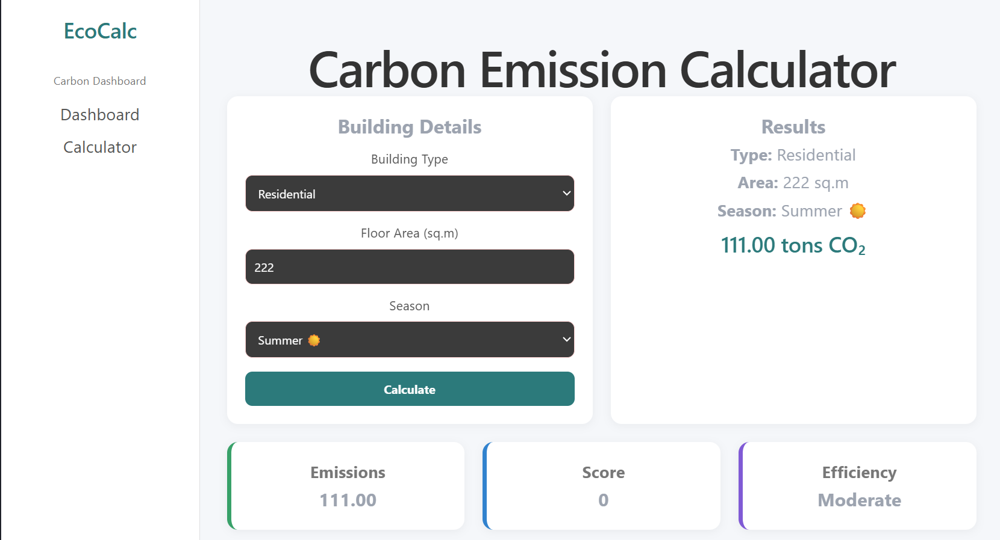 EcoCalc
Carbon Dashboard
Dashboard
Calculator
Carbon Emission Calculator
Building Details
Building Type
Residential
Floor Area (sq.m)
222
Season
Summer
Calculate
Results
Type: Residential
Area: 222 sq.m
Season: Summer
111.00 tons CO₂
Emissions
111.00
Score
0
Efficiency
Moderate